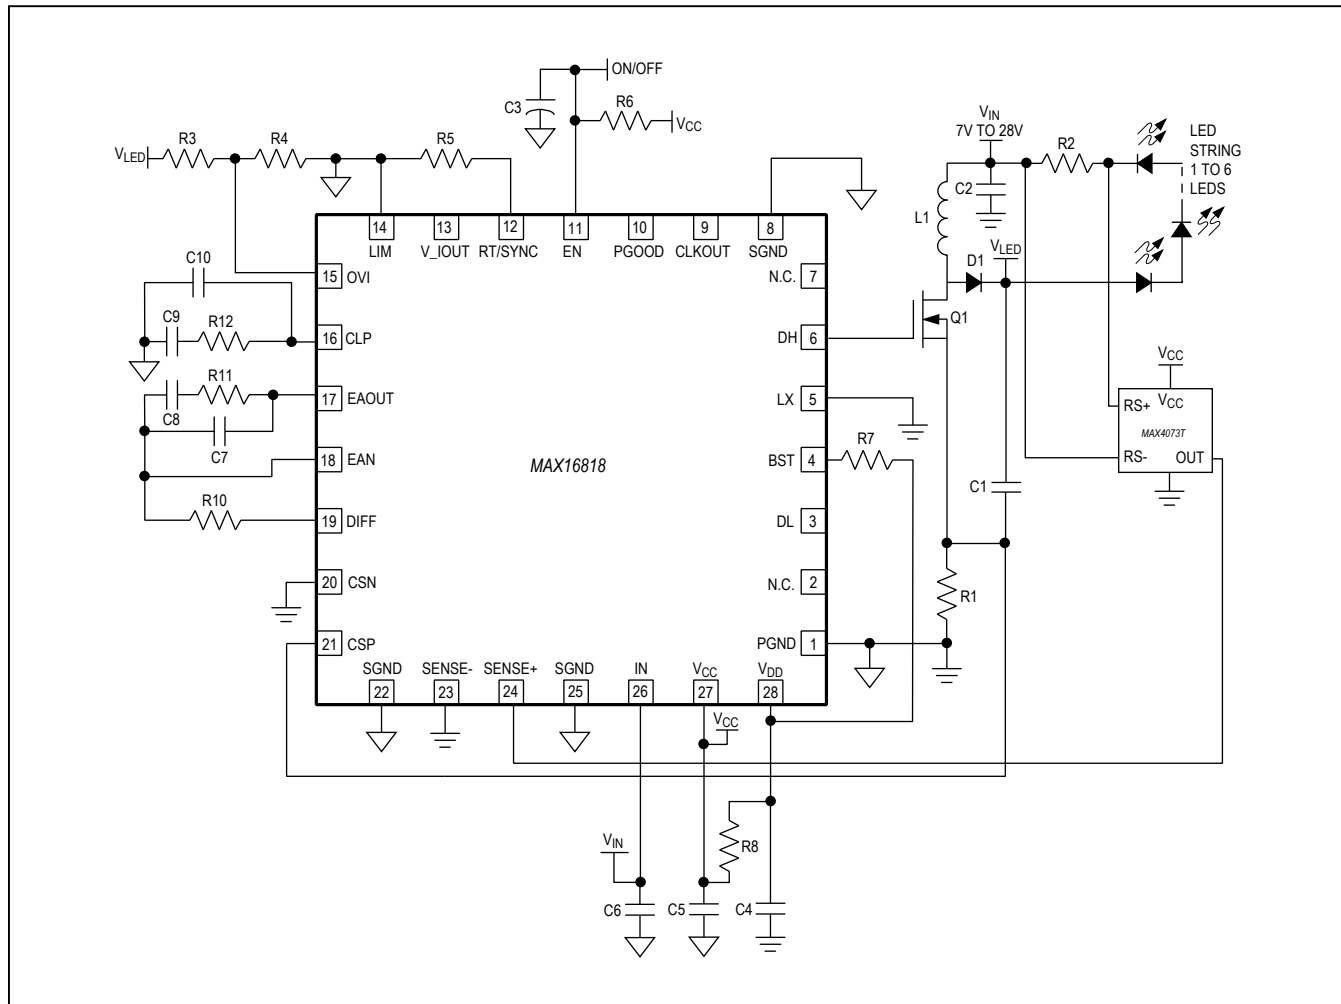 ON/OFF
C3
R6
VCC
VLED
R3
R4
R5
VIN
7V TO 28V
R2
LED
STRING
1 TO 6
LEDS
C2
L1
14
13
12
11
10
9
8
LIM
V_IOUT
RT/SYNC
EN
PGOOD
CLKOUT
SGND
VLED
D1
C10
15
OVI
N.C.
7
C9
R12
16
CLP
DH
6
Q1
VCC
R11
C8
17
EAOUT
LX
5
RS+
VCC
MAX4073T
RS-
OUT
C7
R7
18
EAN
MAX16818
BST
4
C1
R10
19
DIFF
DL
3
20
CSN
N.C.
2
R1
21
CSP
PGND
1
SGND
SENSE-
SENSE+
SGND
IN
VCC
VDD
22
23
24
25
26
27
28
VCC
VIN
R8
C6
C5
C4